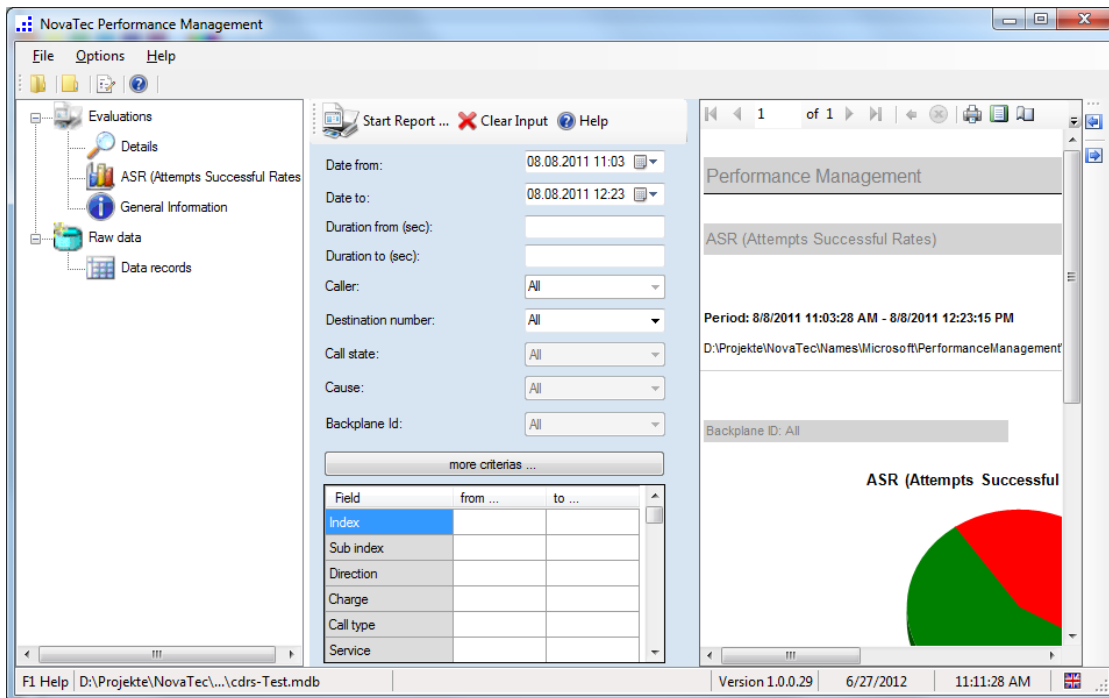 NovaTec Performance Management
File Options Help
Evaluations
Details
ASR (Attempts Successful Rates
General Information
Raw data
Data records
Start Report ... Clear Input Help
Date from: 08.08.2011 11:03
Date to: 08.08.2011 12:23
Duration from (sec):
Duration to (sec):
Caller: All
Destination number: All
Call state: All
Cause: All
Backplane Id: All
more criterias ...
Field from ... to ...
Index
Sub index
Direction
Charge
Call type
Service
1 of 1
Performance Management
ASR (Attempts Successful Rates)
Period: 8/8/2011 11:03:28 AM - 8/8/2011 12:23:15 PM
D:\Projekte\NovaTec\Names\Microsoft\PerformanceManagement\
Backplane ID: All
ASR (Attempts Successful
F1 Help D:\Projekte\NovaTec\...\cdrs-Test.mdb Version 1.0.0.29 6/27/2012 11:11:28 AM